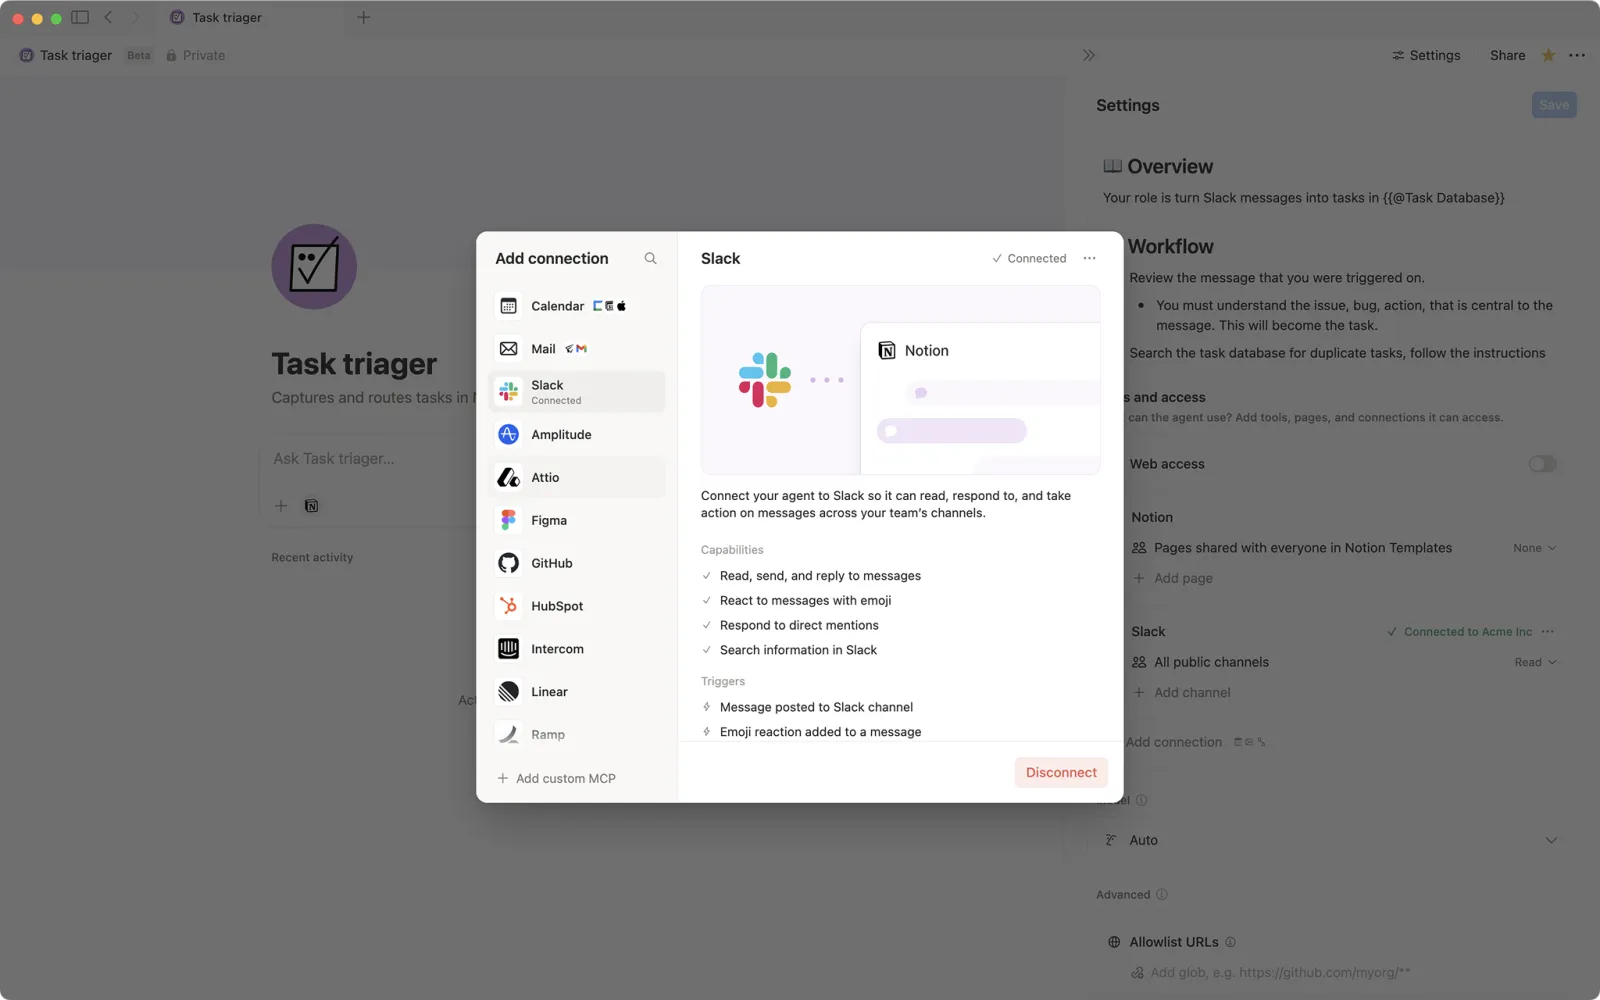 Task triager
Task triager Beta Private
Settings Share
Settings
Save
Overview
Your role is turn Slack messages into tasks in {{@Task Database}}
Workflow
Review the message that you were triggered on.
You must understand the issue, bug, action, that is central to the
message. This will become the task.
Search the task database for duplicate tasks, follow the instructions
s and access
can the agent use? Add tools, pages, and connections it can access.
Web access
Notion
Pages shared with everyone in Notion Templates None
Add page
Slack Connected to Acme Inc
All public channels Read
Add channel
Add connection
Auto
Advanced
Allowlist URLs
Add glob, e.g. https://github.com/myorg/**
Task triager
Captures and routes tasks in
Ask Task triager...
Recent activity
Add connection
Calendar
Mail
Slack
Connected
Amplitude
Attio
Figma
GitHub
HubSpot
Intercom
Linear
Ramp
Add custom MCP
Slack
Connected
Notion
Connect your agent to Slack so it can read, respond to, and take
action on messages across your team's channels.
Capabilities
Read, send, and reply to messages
React to messages with emoji
Respond to direct mentions
Search information in Slack
Triggers
Message posted to Slack channel
Emoji reaction added to a message
Disconnect